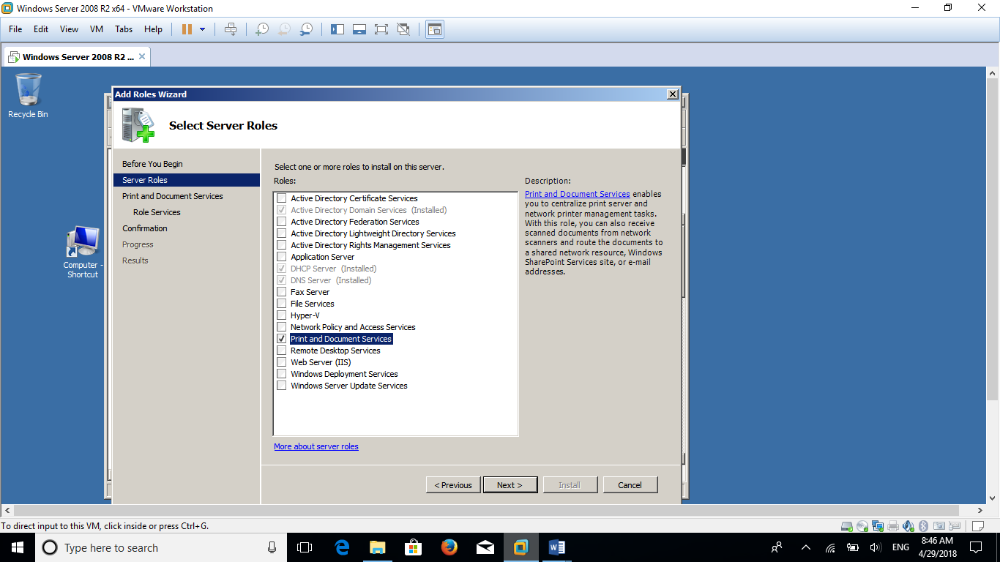 Windows Server 2008 R2 x64 - VMware Workstation
File Edit View VM Tabs Help
Windows Server 2008 R2 ...
Recycle Bin
Computer -
Shortcut
Add Roles Wizard
Select Server Roles
Before You Begin
Server Roles
Print and Document Services
Role Services
Confirmation
Progress
Results
Select one or more roles to install on this server.
Roles:
Active Directory Certificate Services
Active Directory Domain Services (Installed)
Active Directory Federation Services
Active Directory Lightweight Directory Services
Active Directory Rights Management Services
Application Server
DHCP Server (Installed)
DNS Server (Installed)
Fax Server
File Services
Hyper-V
Network Policy and Access Services
Print and Document Services
Remote Desktop Services
Web Server (IIS)
Windows Deployment Services
Windows Server Update Services
More about server roles
Description:
Print and Document Services enables
you to centralize print server and
network printer management tasks.
With this role, you can also receive
scanned documents from network
scanners and route the documents to
a shared network resource, Windows
SharePoint Services site, or e-mail
addresses.
< Previous Next > Install Cancel
To direct input to this VM, click inside or press Ctrl+G.
Type here to search
ENG
8:46 AM
4/29/2018